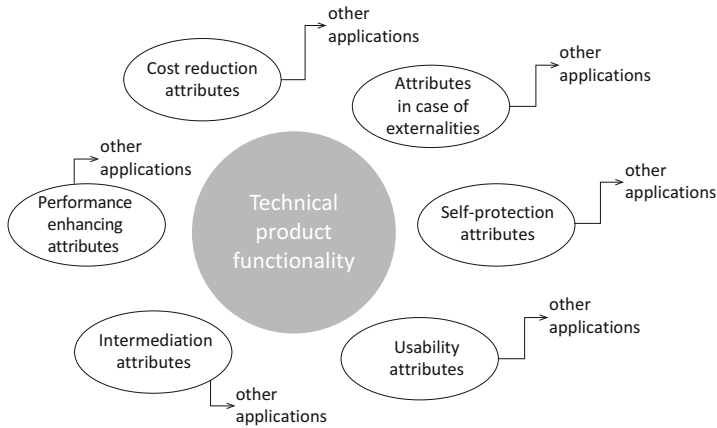 other
applications
Cost reduction
attributes
other
applications
Attributes
in case of
externalities
other
applications
Performance
enhancing
attributes
Technical
product
functionality
other
applications
Self-protection
attributes
other
applications
Intermediation
attributes
Usability
attributes
other
applications